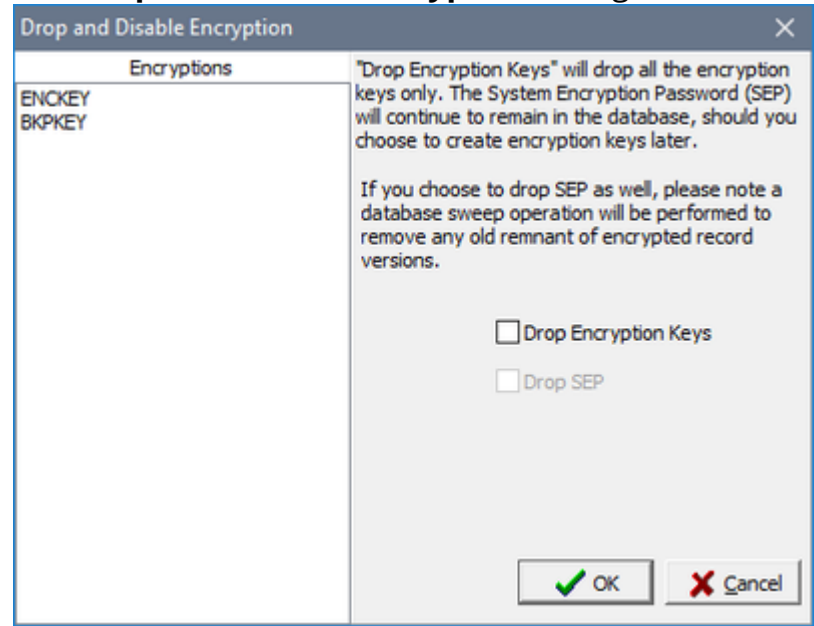 Drop and Disable Encryption
Encryptions
ENCKEY
BKPKEY
"Drop Encryption Keys" will drop all the encryption
keys only. The System Encryption Password (SEP)
will continue to remain in the database, should you
choose to create encryption keys later.
If you choose to drop SEP as well, please note a
database sweep operation will be performed to
remove any old remnant of encrypted record
versions.
Drop Encryption Keys
Drop SEP
OK
Cancel